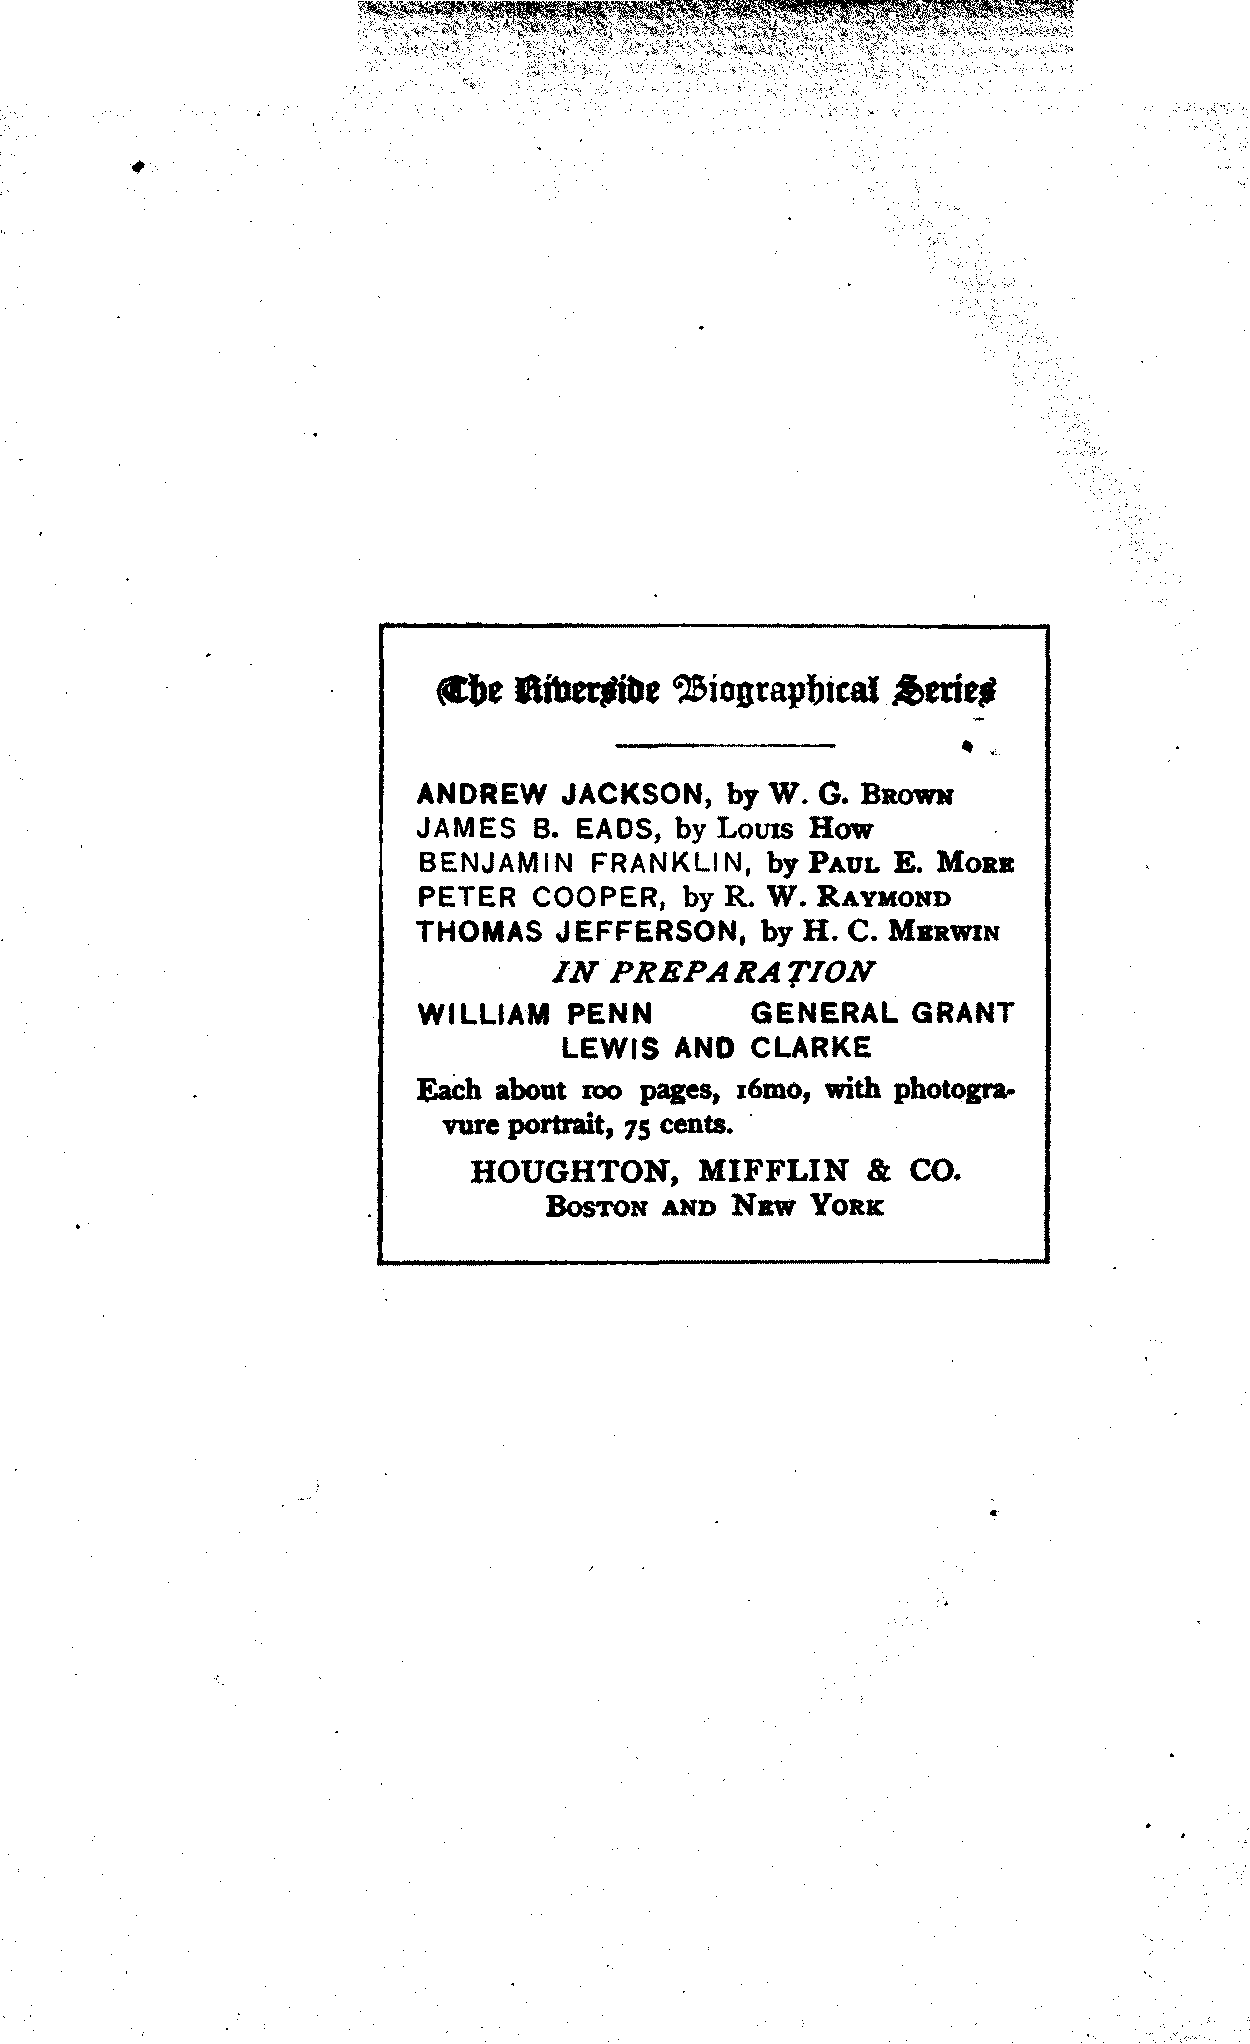 The Riverside Biographical Series
ANDREW JACKSON, by W. G. BROWN
JAMES B. EADS, by LOUIS HOW
BENJAMIN FRANKLIN, by PAUL E. MORE
PETER COOPER, by R. W. RAYMOND
THOMAS JEFFERSON, by H. C. MERWIN
IN PREPARATION
WILLIAM PENN GENERAL GRANT
LEWIS AND CLARKE
Each about 100 pages, 16mo, with photogra-
vure portrait, 75 cents.
HOUGHTON, MIFFLIN & CO.
BOSTON AND NEW YORK